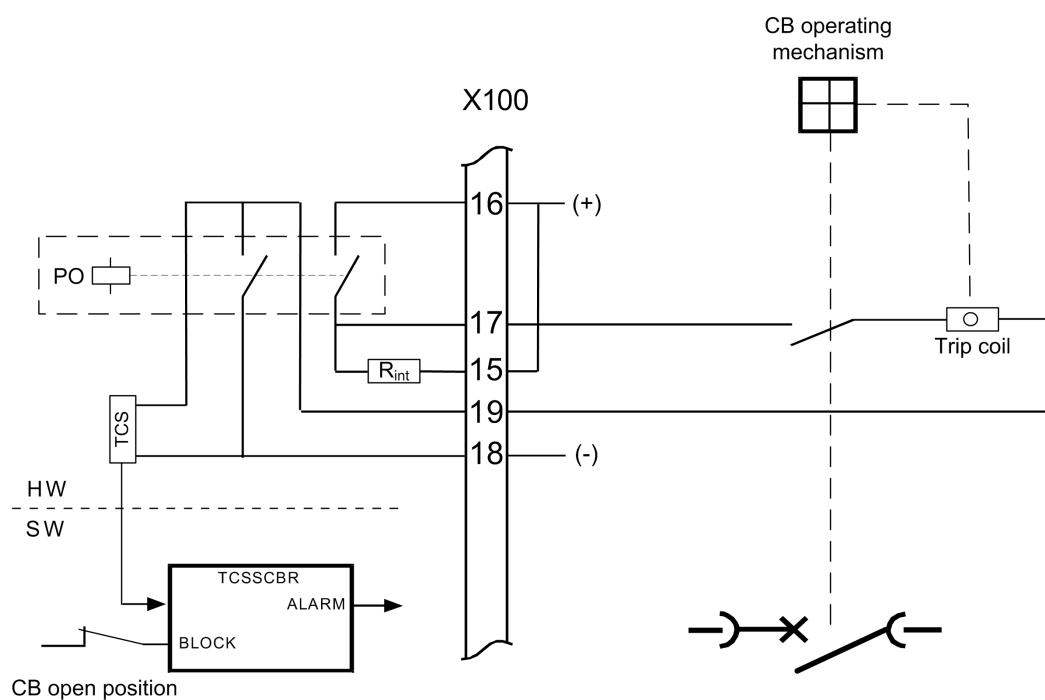 CB operating
mechanism
X100
16 (+)
PO
17
Trip coil
Rint 15
19
TCS
18 (-)
HW
SW
TCSSCBR
ALARM
BLOCK
CB open position